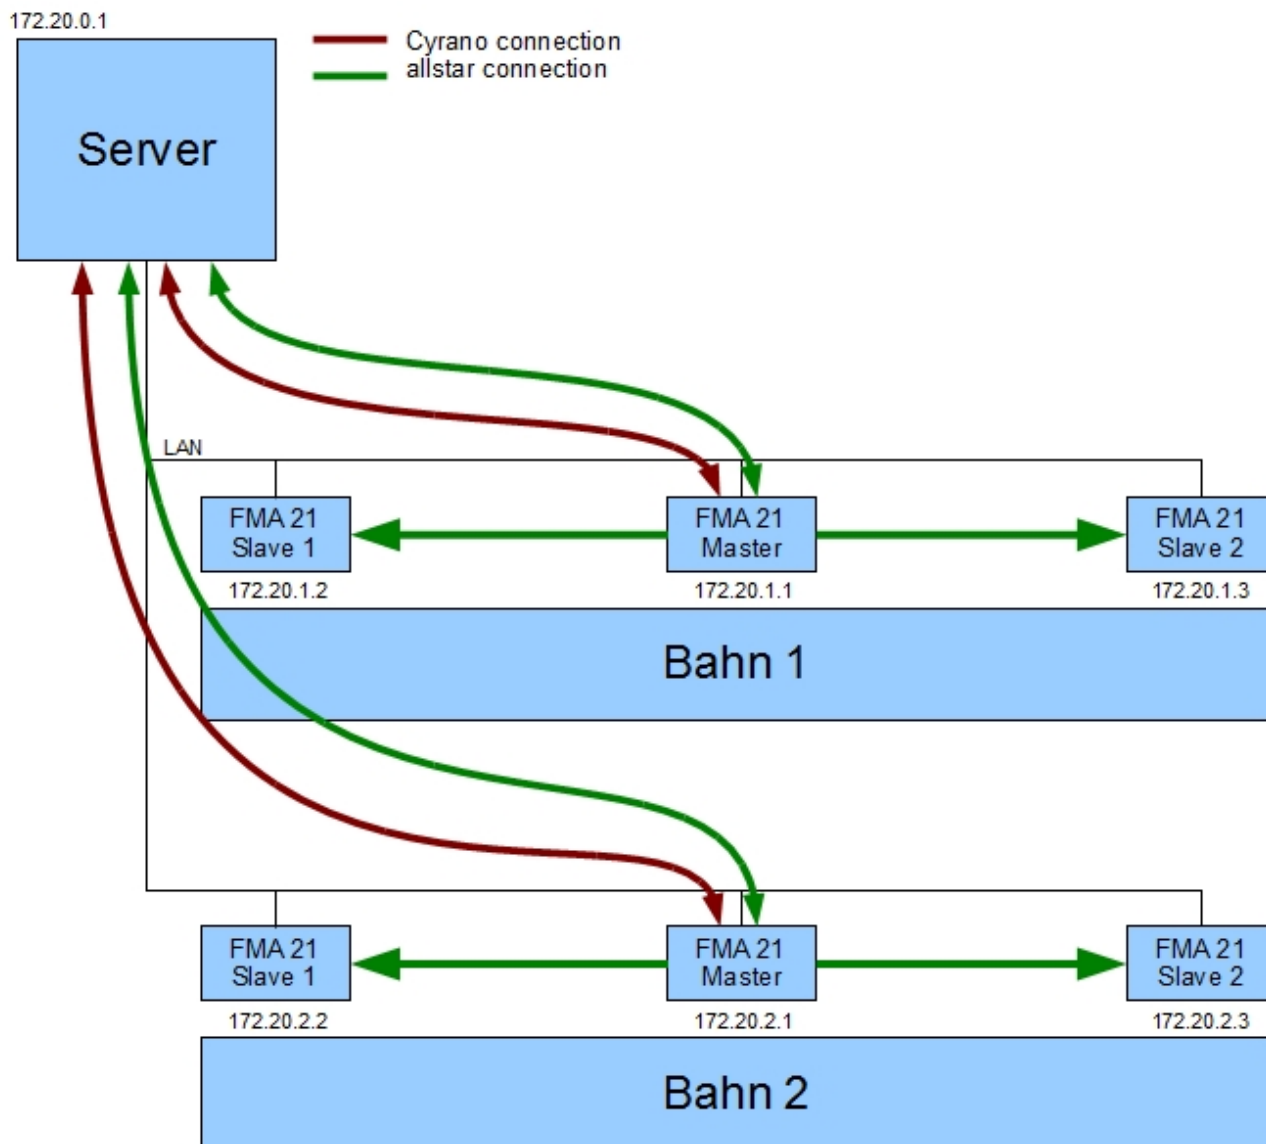 172.20.0.1
Cyrano connection
allstar connection
Server
LAN
FMA 21
Slave 1
FMA 21
Master
FMA 21
Slave 2
172.20.1.2
172.20.1.1
172.20.1.3
Bahn 1
FMA 21
Slave 1
FMA 21
Master
FMA 21
Slave 2
172.20.2.2
172.20.2.1
172.20.2.3
Bahn 2